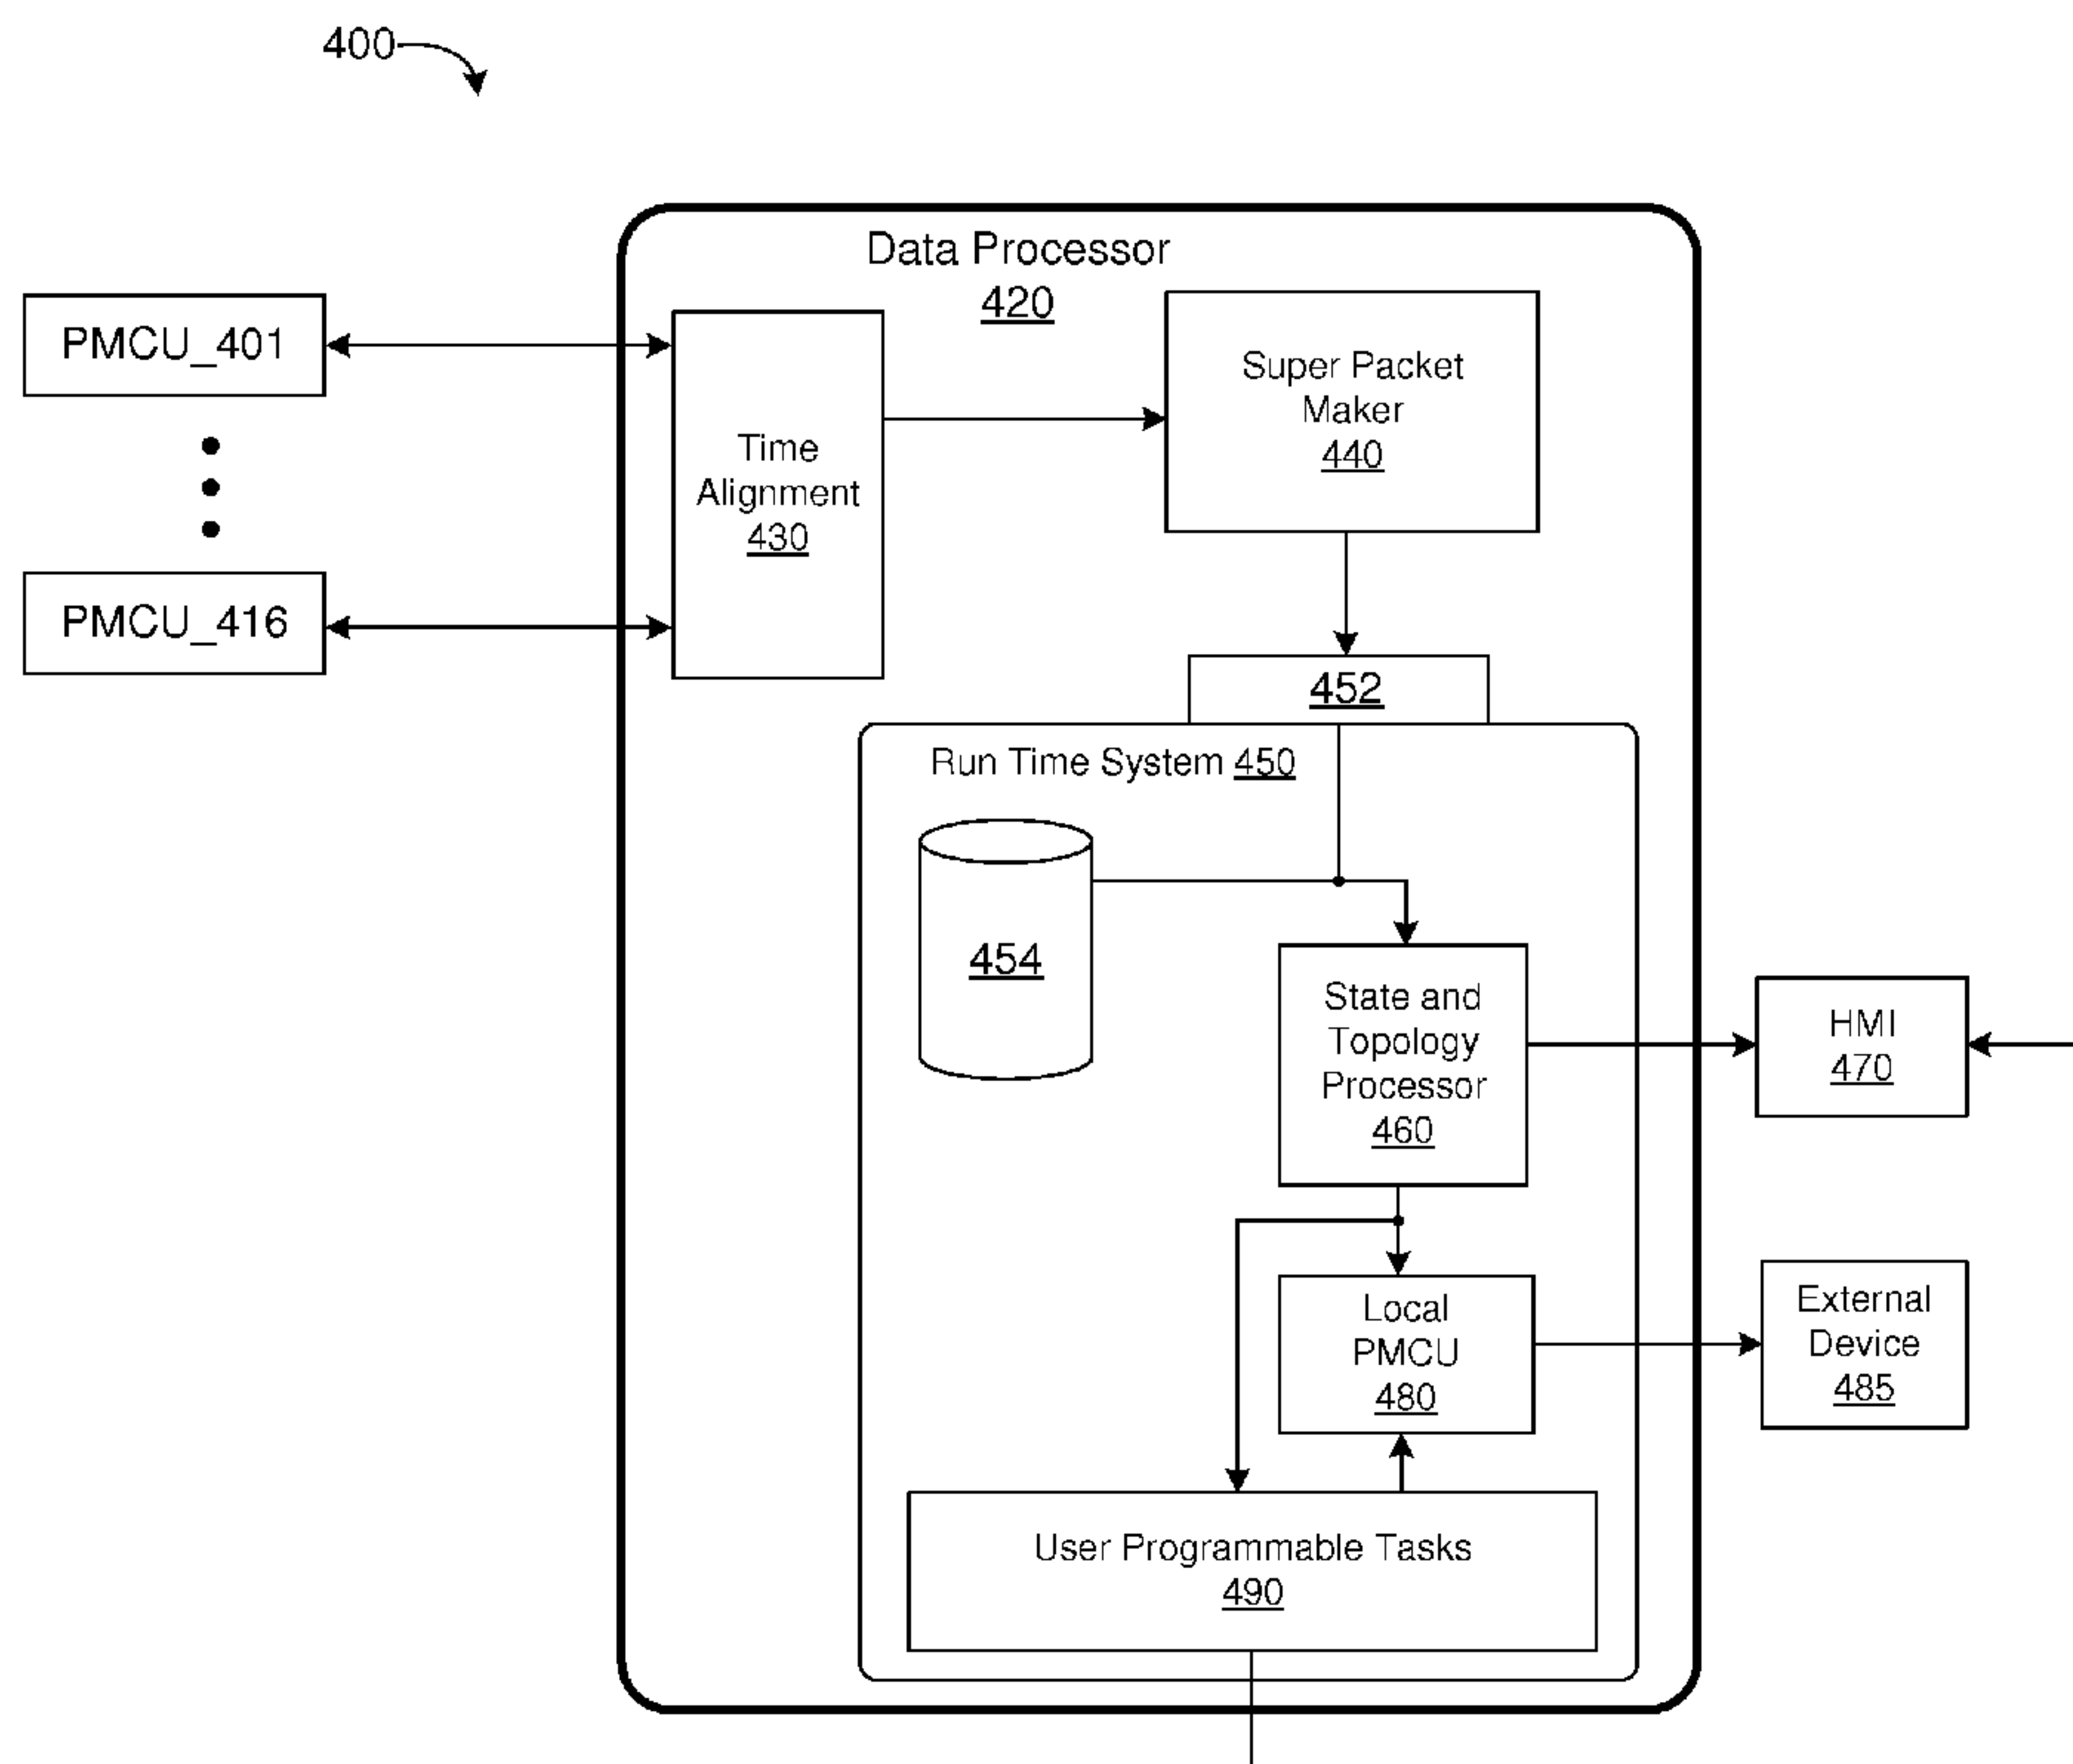 400
Data Processor
420
PMCU_401
Super Packet
Maker
440
Time
Alignment
430
PMCU_416
452
Run Time System 450
454
State and
Topology
Processor
460
HMI
470
Local
PMCU
480
External
Device
485
User Programmable Tasks
490